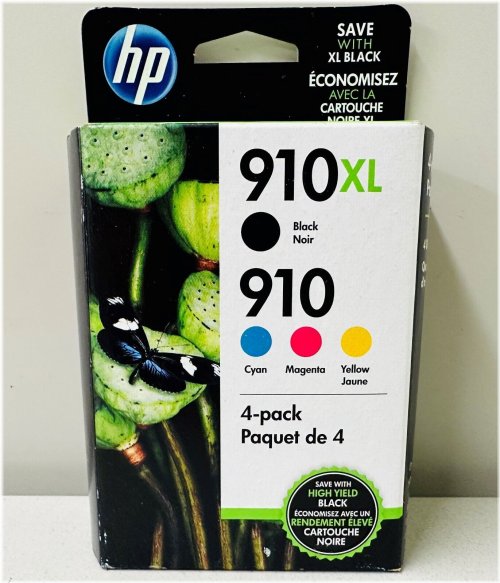 hp
SAVE
WITH
XL BLACK
ÉCONOMISEZ
AVEC LA
CARTOUCHE
NOIRE XL
910XL
Black
Noir
910
Cyan
Magenta
Yellow
Jaune
4-pack
Paquet de 4
SAVE WITH
HIGH YIELD
BLACK
ÉCONOMISEZ AVEC UN
RENDEMENT ÉLEVÉ
CARTOUCHE
NOIRE